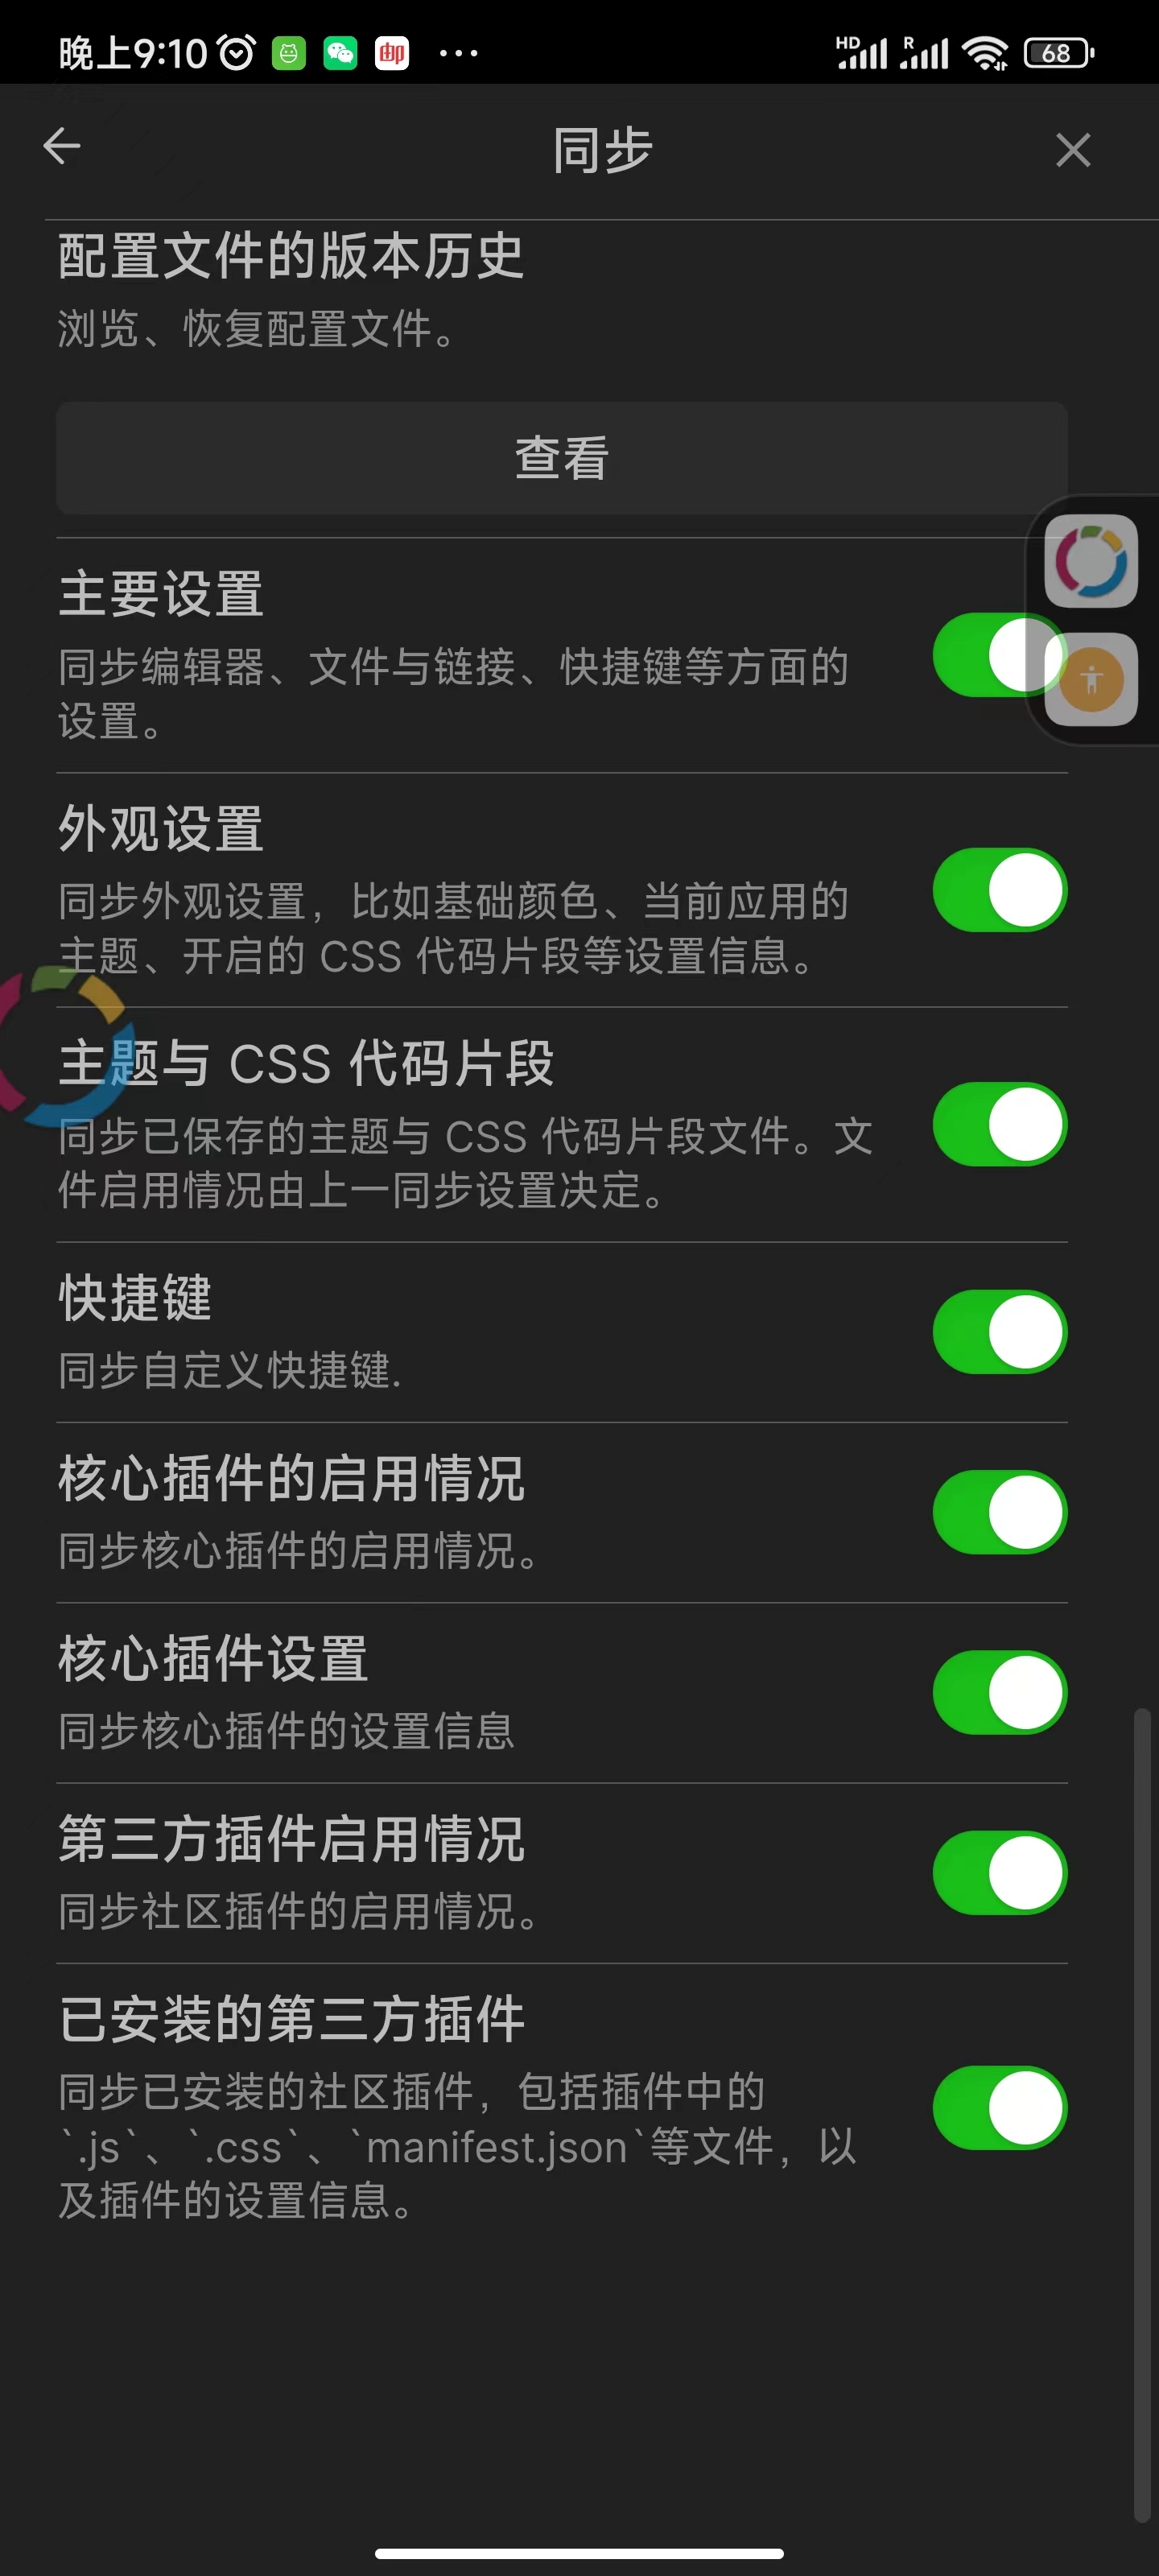 晚上9:10
HD
R
68
同步
配置文件的版本历史
浏览、恢复配置文件。
查看
主要设置
同步编辑器、文件与链接、快捷键等方面的
设置。
外观设置
同步外观设置，比如基础颜色、当前应用的
主题、开启的 CSS 代码片段等设置信息。
主题与 CSS 代码片段
同步已保存的主题与 CSS 代码片段文件。文
件启用情况由上一同步设置决定。
快捷键
同步自定义快捷键.
核心插件的启用情况
同步核心插件的启用情况。
核心插件设置
同步核心插件的设置信息
第三方插件启用情况
同步社区插件的启用情况。
已安装的第三方插件
同步已安装的社区插件，包括插件中的
`.js`、`.css`、`manifest.json`等文件，以
及插件的设置信息。